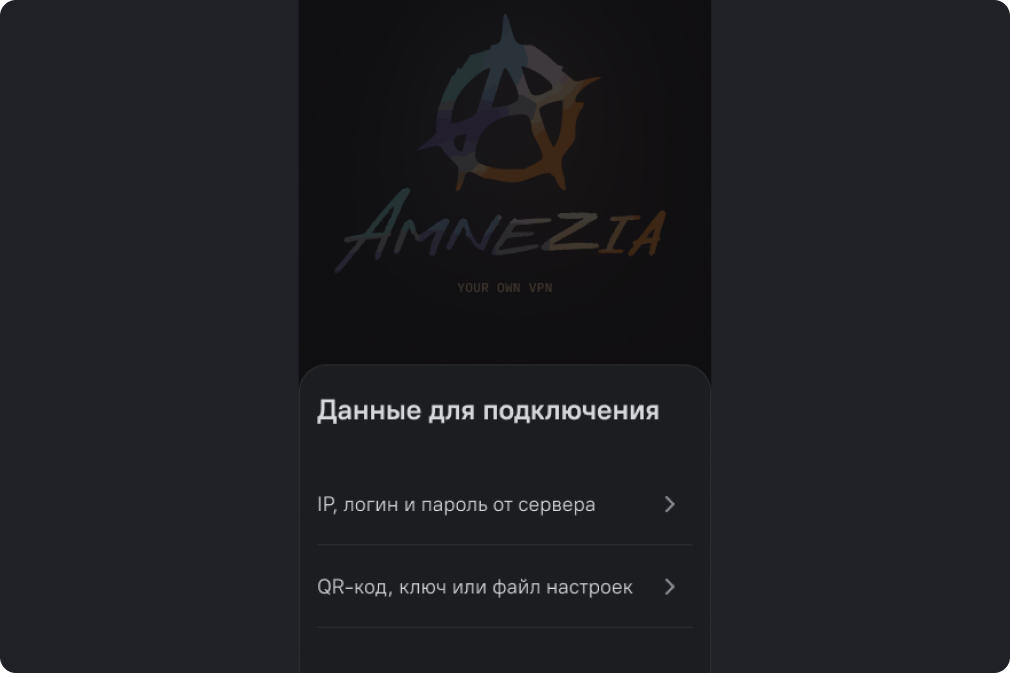 AMNEZIA
YOUR OWN VPN
Данные для подключения
IP, логин и пароль от сервера
QR-код, ключ или файл настроек